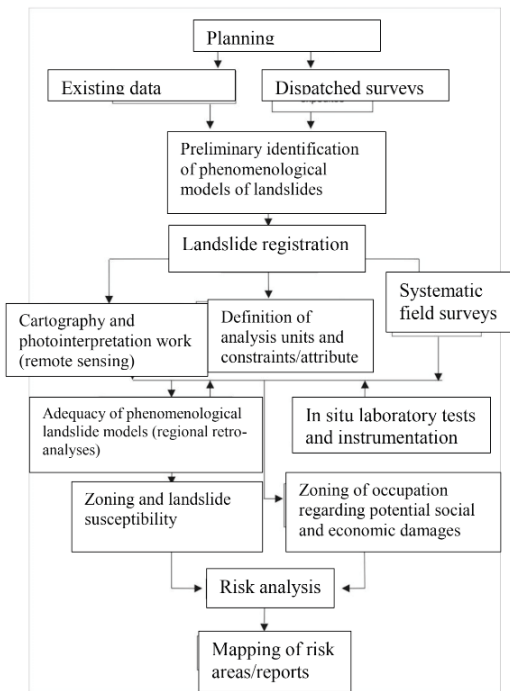 Planning
Existing data
Dispatched surveys
Preliminary identification
of phenomenological
models of landslides
Landslide registration
Cartography and
photointerpretation work
(remote sensing)
Definition of
analysis units and
constraints/attribute
Systematic
field surveys
Adequacy of phenomenological
landslide models (regional retro-
analyses)
In situ laboratory tests
and instrumentation
Zoning and landslide
susceptibility
Zoning of occupation
regarding potential social
and economic damages
Risk analysis
Mapping of risk
areas/reports